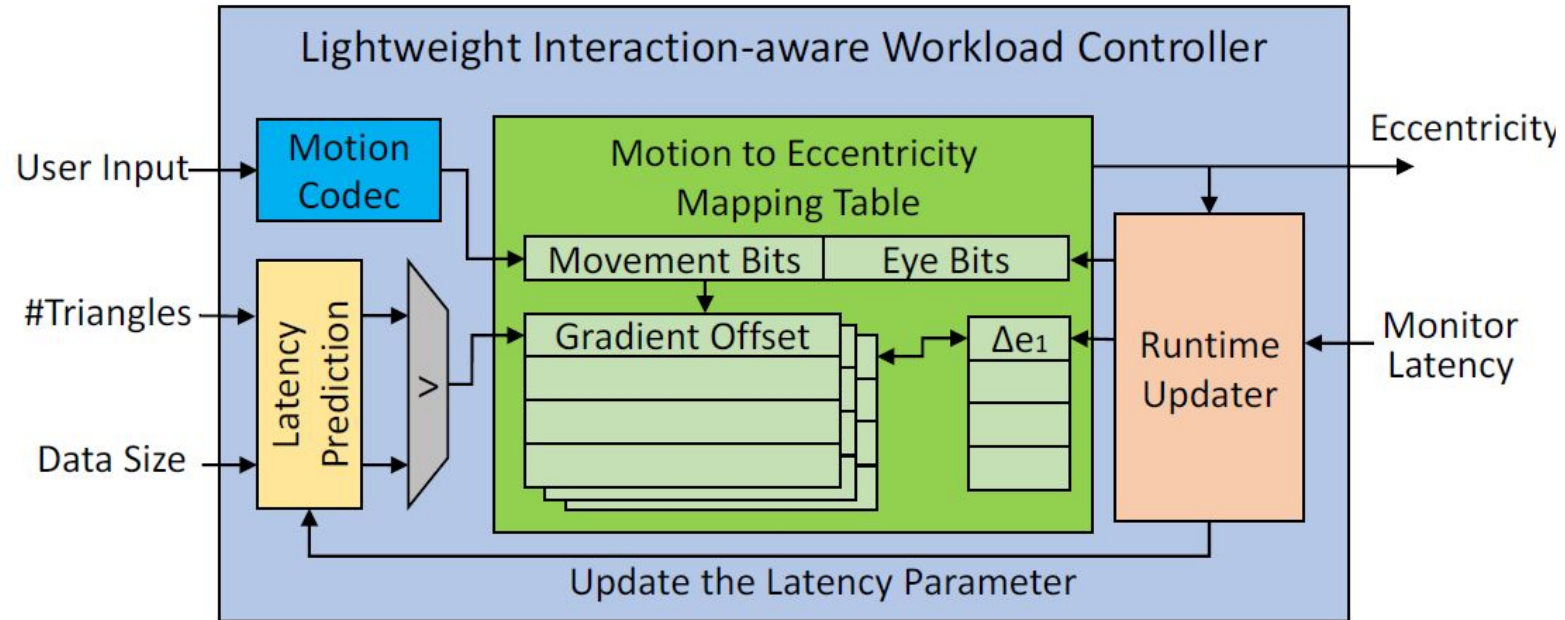 Lightweight Interaction-aware Workload Controller
User Input
Motion
Codec
Motion to Eccentricity
Mapping Table
Eccentricity
Movement Bits
Eye Bits
#Triangles
Data Size
Latency
Prediction
>
Gradient Offset
Δe₁
Runtime
Updater
Monitor
Latency
Update the Latency Parameter